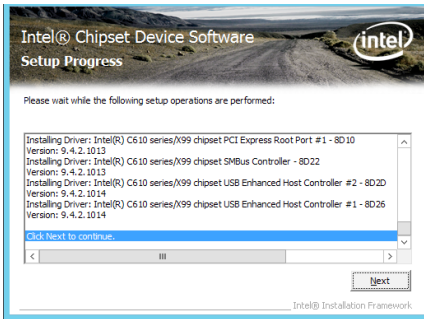 Intel® Chipset Device Software
Setup Progress
intel
Please wait while the following setup operations are performed:
Installing Driver: Intel(R) C610 series/X99 chipset PCI Express Root Port #1 - 8D10
Version: 9.4.2.1013
Installing Driver: Intel(R) C610 series/X99 chipset SMBus Controller - 8D22
Version: 9.4.2.1013
Installing Driver: Intel(R) C610 series/X99 chipset USB Enhanced Host Controller #2 - 8D2D
Version: 9.4.2.1014
Installing Driver: Intel(R) C610 series/X99 chipset USB Enhanced Host Controller #1 - 8D26
Version: 9.4.2.1014
Click Next to continue.
Next
Intel® Installation Framework